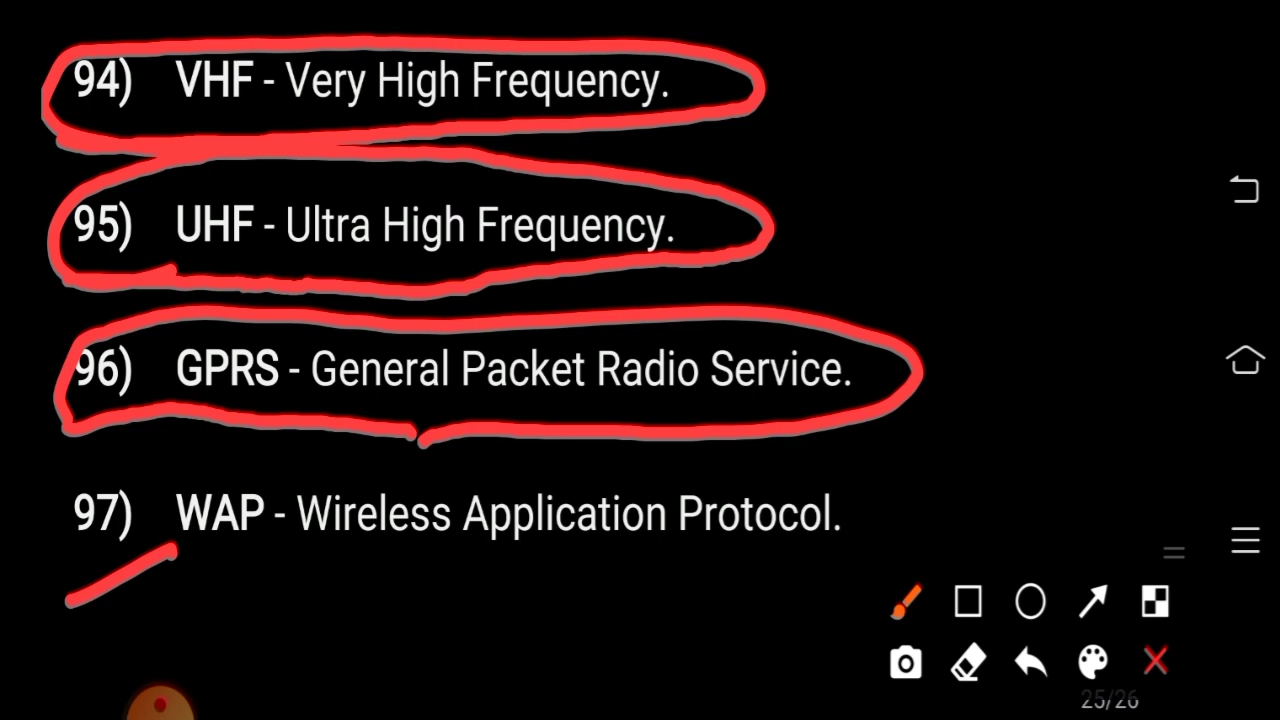 94) VHF - Very High Frequency.
95) UHF - Ultra High Frequency.
96) GPRS - General Packet Radio Service.
97) WAP - Wireless Application Protocol.
25/26